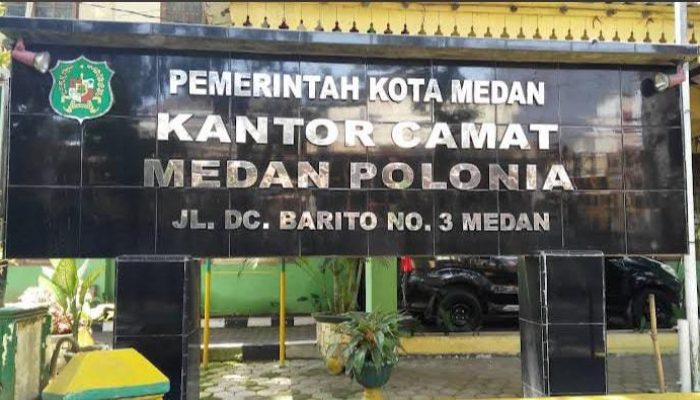 PEMERINTAH KOTA MEDAN
KANTOR CAMAT
MEDAN POLONIA
JL. DC. BARITO NO. 3 MEDAN